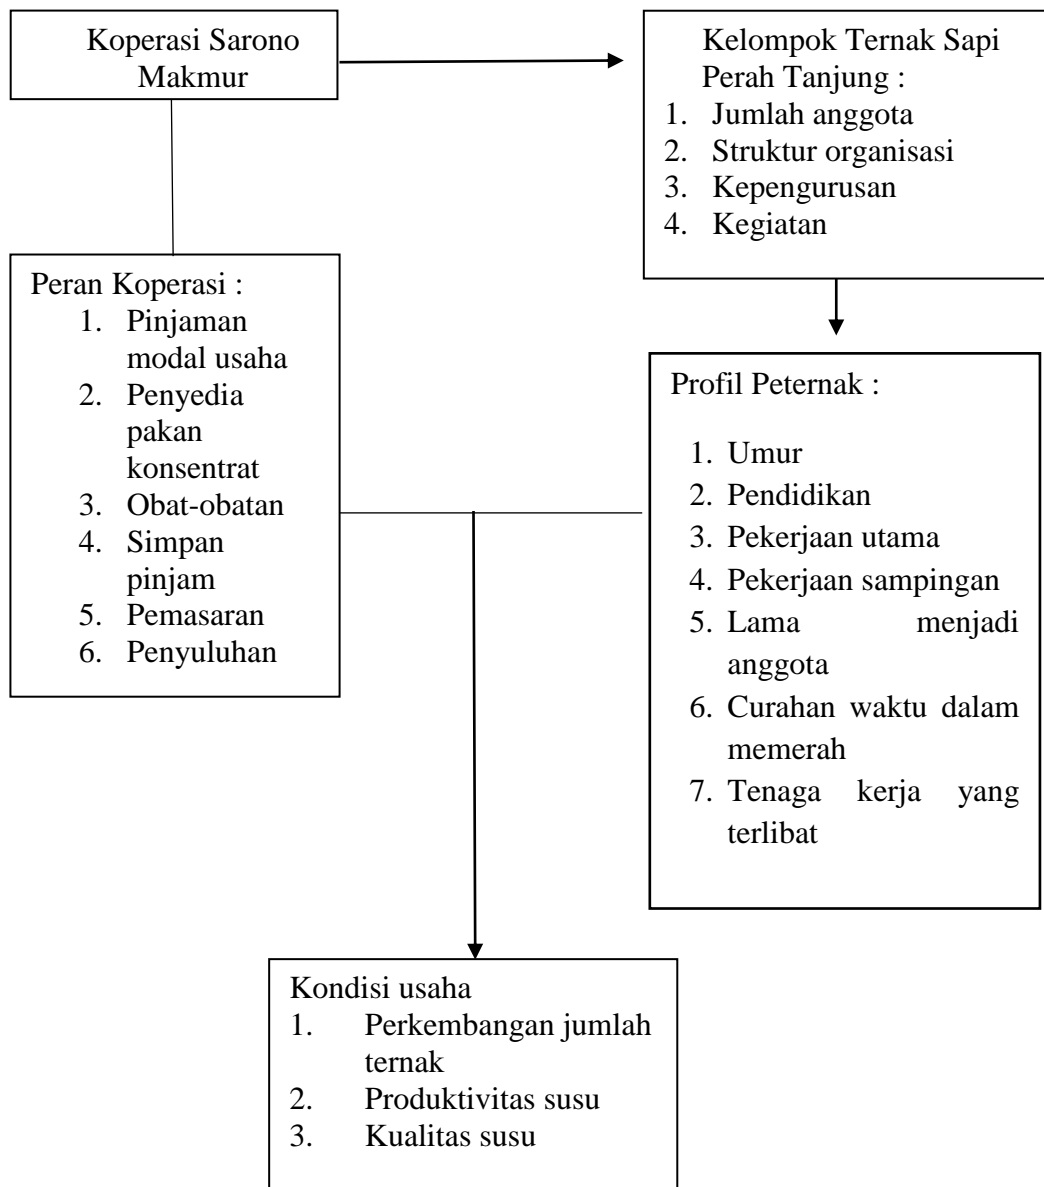 Koperasi Sarono
Makmur
Kelompok Ternak Sapi
Perah Tanjung :
1. Jumlah anggota
2. Struktur organisasi
3. Kepengurusan
4. Kegiatan
Peran Koperasi :
1. Pinjaman
modal usaha
2. Penyedia
pakan
konsentrat
3. Obat-obatan
4. Simpan
pinjam
5. Pemasaran
6. Penyuluhan
Profil Peternak :
1. Umur
2. Pendidikan
3. Pekerjaan utama
4. Pekerjaan sampingan
5. Lama menjadi
anggota
6. Curahan waktu dalam
memerah
7. Tenaga kerja yang
terlibat
Kondisi usaha
1. Perkembangan jumlah
ternak
2. Produktivitas susu
3. Kualitas susu